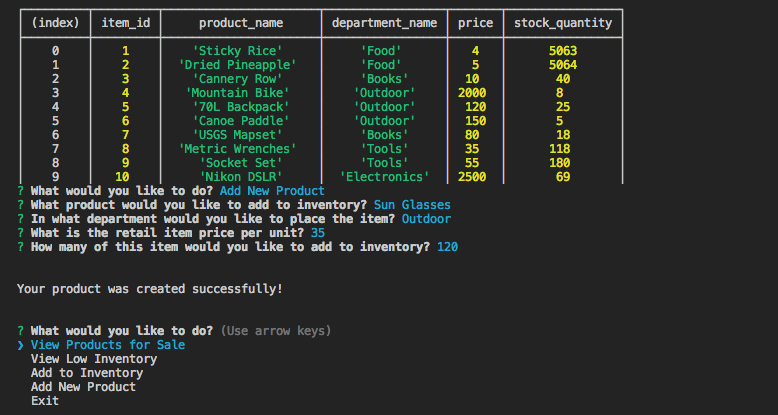 (index) item_id product_name department_name price stock_quantity
0 1 'Sticky Rice' 'Food' 4 5063
1 2 'Dried Pineapple' 'Food' 5 5064
2 3 'Cannery Row' 'Books' 10 40
3 4 'Mountain Bike' 'Outdoor' 2000 8
4 5 '70L Backpack' 'Outdoor' 120 25
5 6 'Canoe Paddle' 'Outdoor' 150 5
6 7 'USGS Mapset' 'Books' 80 18
7 8 'Metric Wrenches' 'Tools' 35 118
8 9 'Socket Set' 'Tools' 55 180
9 10 'Nikon DSLR' 'Electronics' 2500 69
? What would you like to do? Add New Product
? What product would you like to add to inventory? Sun Glasses
? In what department would you like to place the item? Outdoor
? What is the retail item price per unit? 35
? How many of this item would you like to add to inventory? 120
Your product was created successfully!
? What would you like to do? (Use arrow keys)
❯ View Products for Sale
View Low Inventory
Add to Inventory
Add New Product
Exit